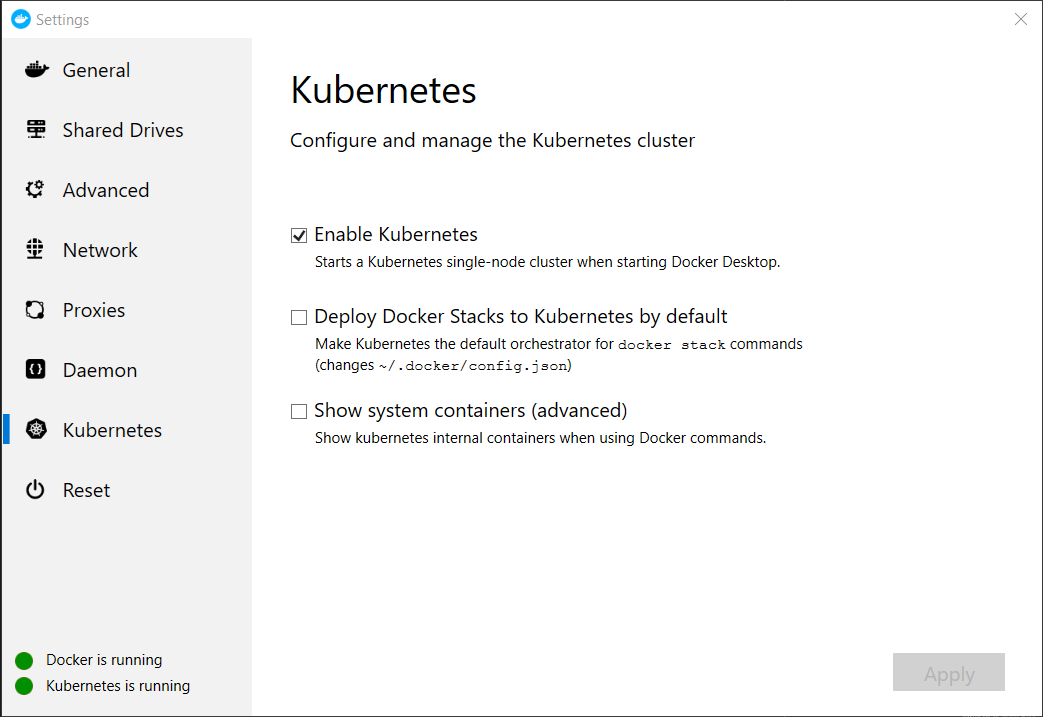 Settings
General
Shared Drives
Advanced
Network
Proxies
Daemon
Kubernetes
Reset
Docker is running
Kubernetes is running
Kubernetes
Configure and manage the Kubernetes cluster
Enable Kubernetes
Starts a Kubernetes single-node cluster when starting Docker Desktop.
Deploy Docker Stacks to Kubernetes by default
Make Kubernetes the default orchestrator for docker stack commands
(changes ~/.docker/config.json)
Show system containers (advanced)
Show kubernetes internal containers when using Docker commands.
Apply